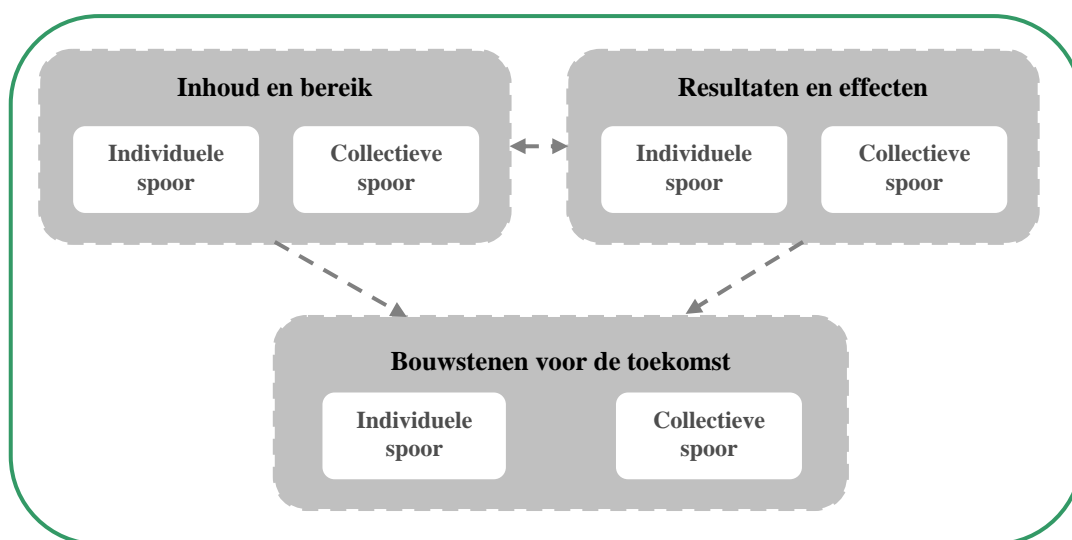 Inhoud en bereik
Individuele
spoor
Collectieve
spoor
Resultaten en effecten
Individuele
spoor
Collectieve
spoor
Bouwstenen voor de toekomst
Individuele
spoor
Collectieve
spoor